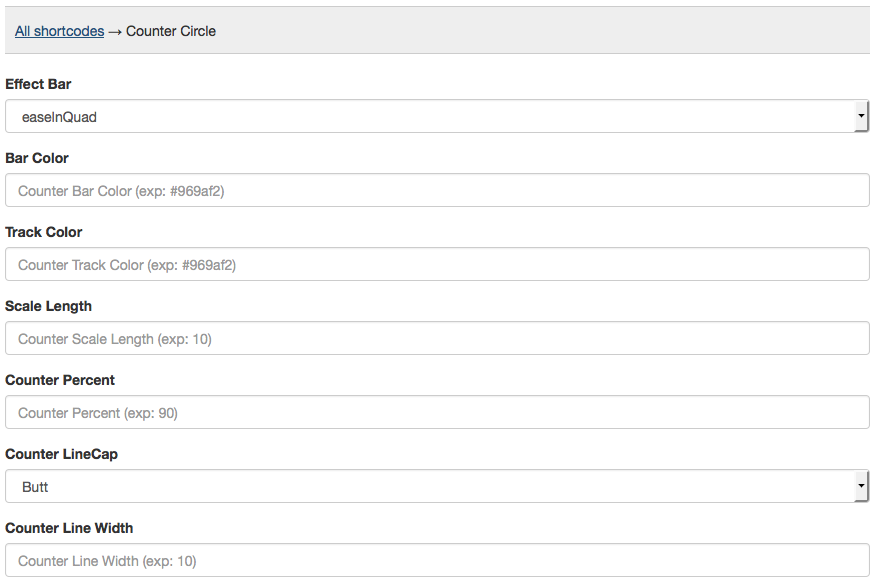 All shortcodes → Counter Circle
Effect Bar
easeInQuad
Bar Color
Counter Bar Color (exp: #969af2)
Track Color
Counter Track Color (exp: #969af2)
Scale Length
Counter Scale Length (exp: 10)
Counter Percent
Counter Percent (exp: 90)
Counter LineCap
Butt
Counter Line Width
Counter Line Width (exp: 10)